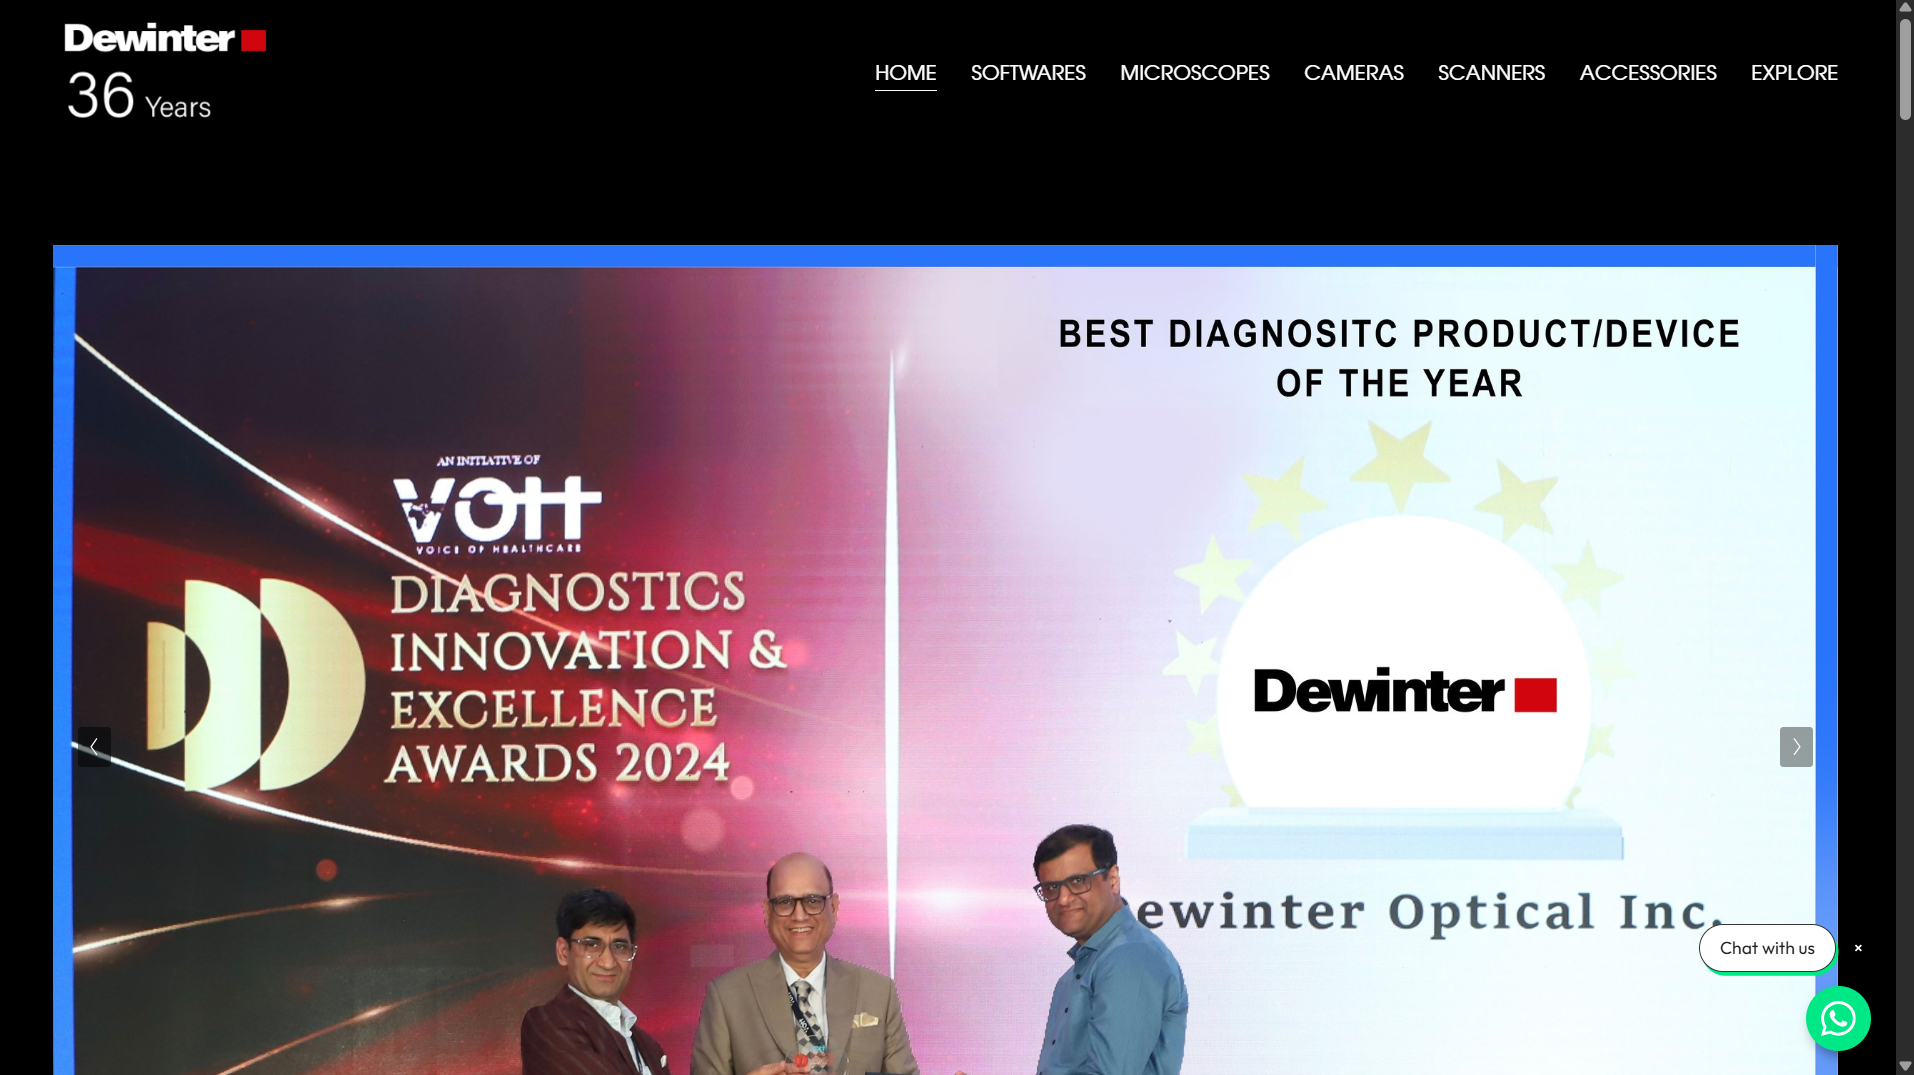 Dewinter
36 Years
HOME SOFTWARES MICROSCOPES CAMERAS SCANNERS ACCESSORIES EXPLORE
BEST DIAGNOSITC PRODUCT/DEVICE
OF THE YEAR
AN INITIATIVE OF
VOH
VOICE OF HEALTHCARE
DIAGNOSTICS
INNOVATION &
EXCELLENCE
AWARDS 2024
Dewinter
ewinter Optical Inc.
Chat with us